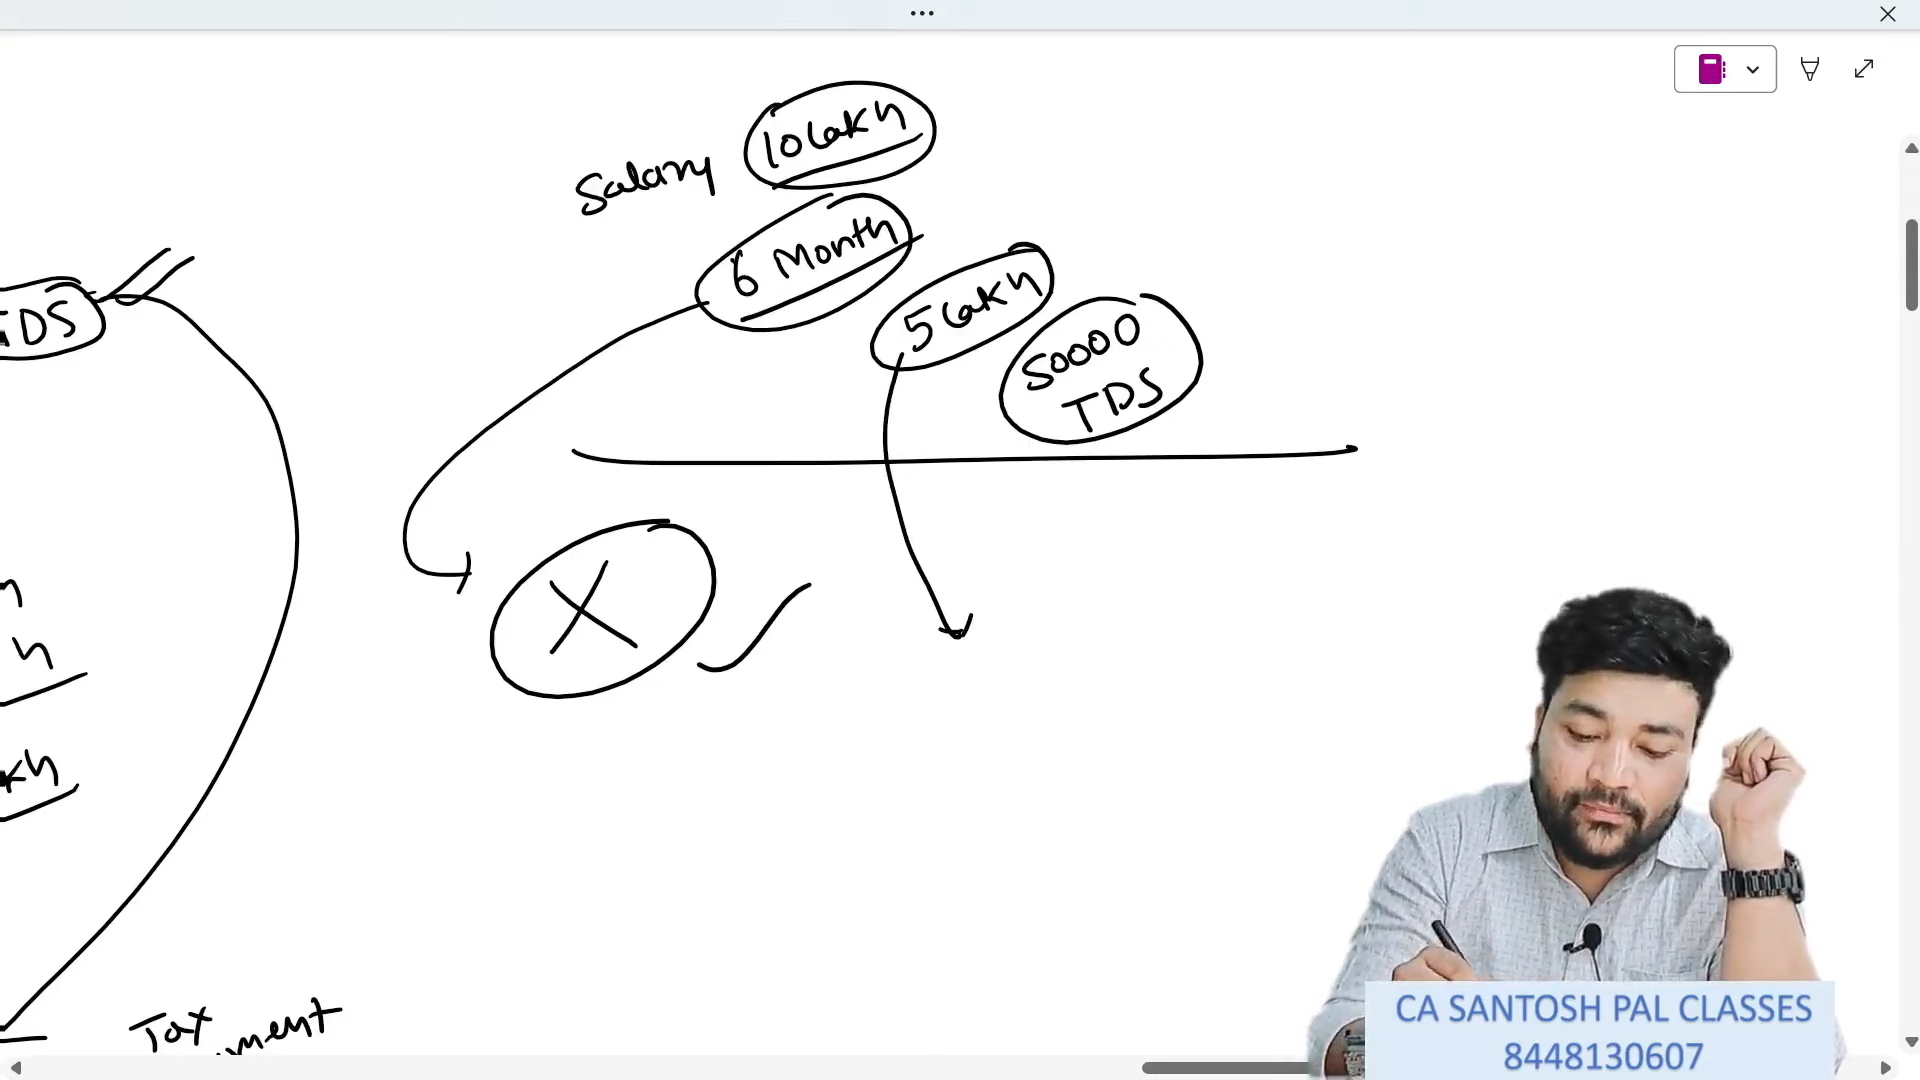 Salary 10 Lakh
6 Month
5 Lakh
50000
TDS
TDS
Tax
CA SANTOSH PAL CLASSES
8448130607